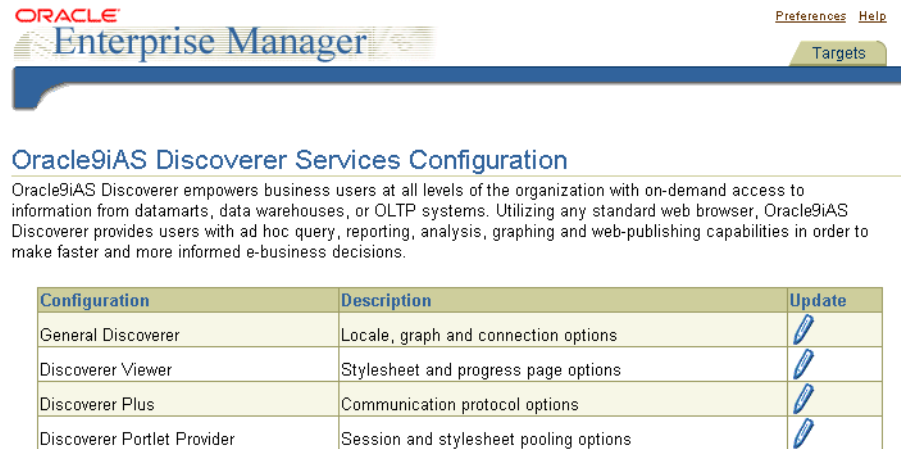 ORACLE
Enterprise Manager
Preferences Help
Targets
Oracle9iAS Discoverer Services Configuration
Oracle9iAS Discoverer empowers business users at all levels of the organization with on-demand access to
information from datamarts, data warehouses, or OLTP systems. Utilizing any standard web browser, Oracle9iAS
Discoverer provides users with ad hoc query, reporting, analysis, graphing and web-publishing capabilities in order to
make faster and more informed e-business decisions.
Configuration Description Update
General Discoverer Locale, graph and connection options
Discoverer Viewer Stylesheet and progress page options
Discoverer Plus Communication protocol options
Discoverer Portlet Provider Session and stylesheet pooling options